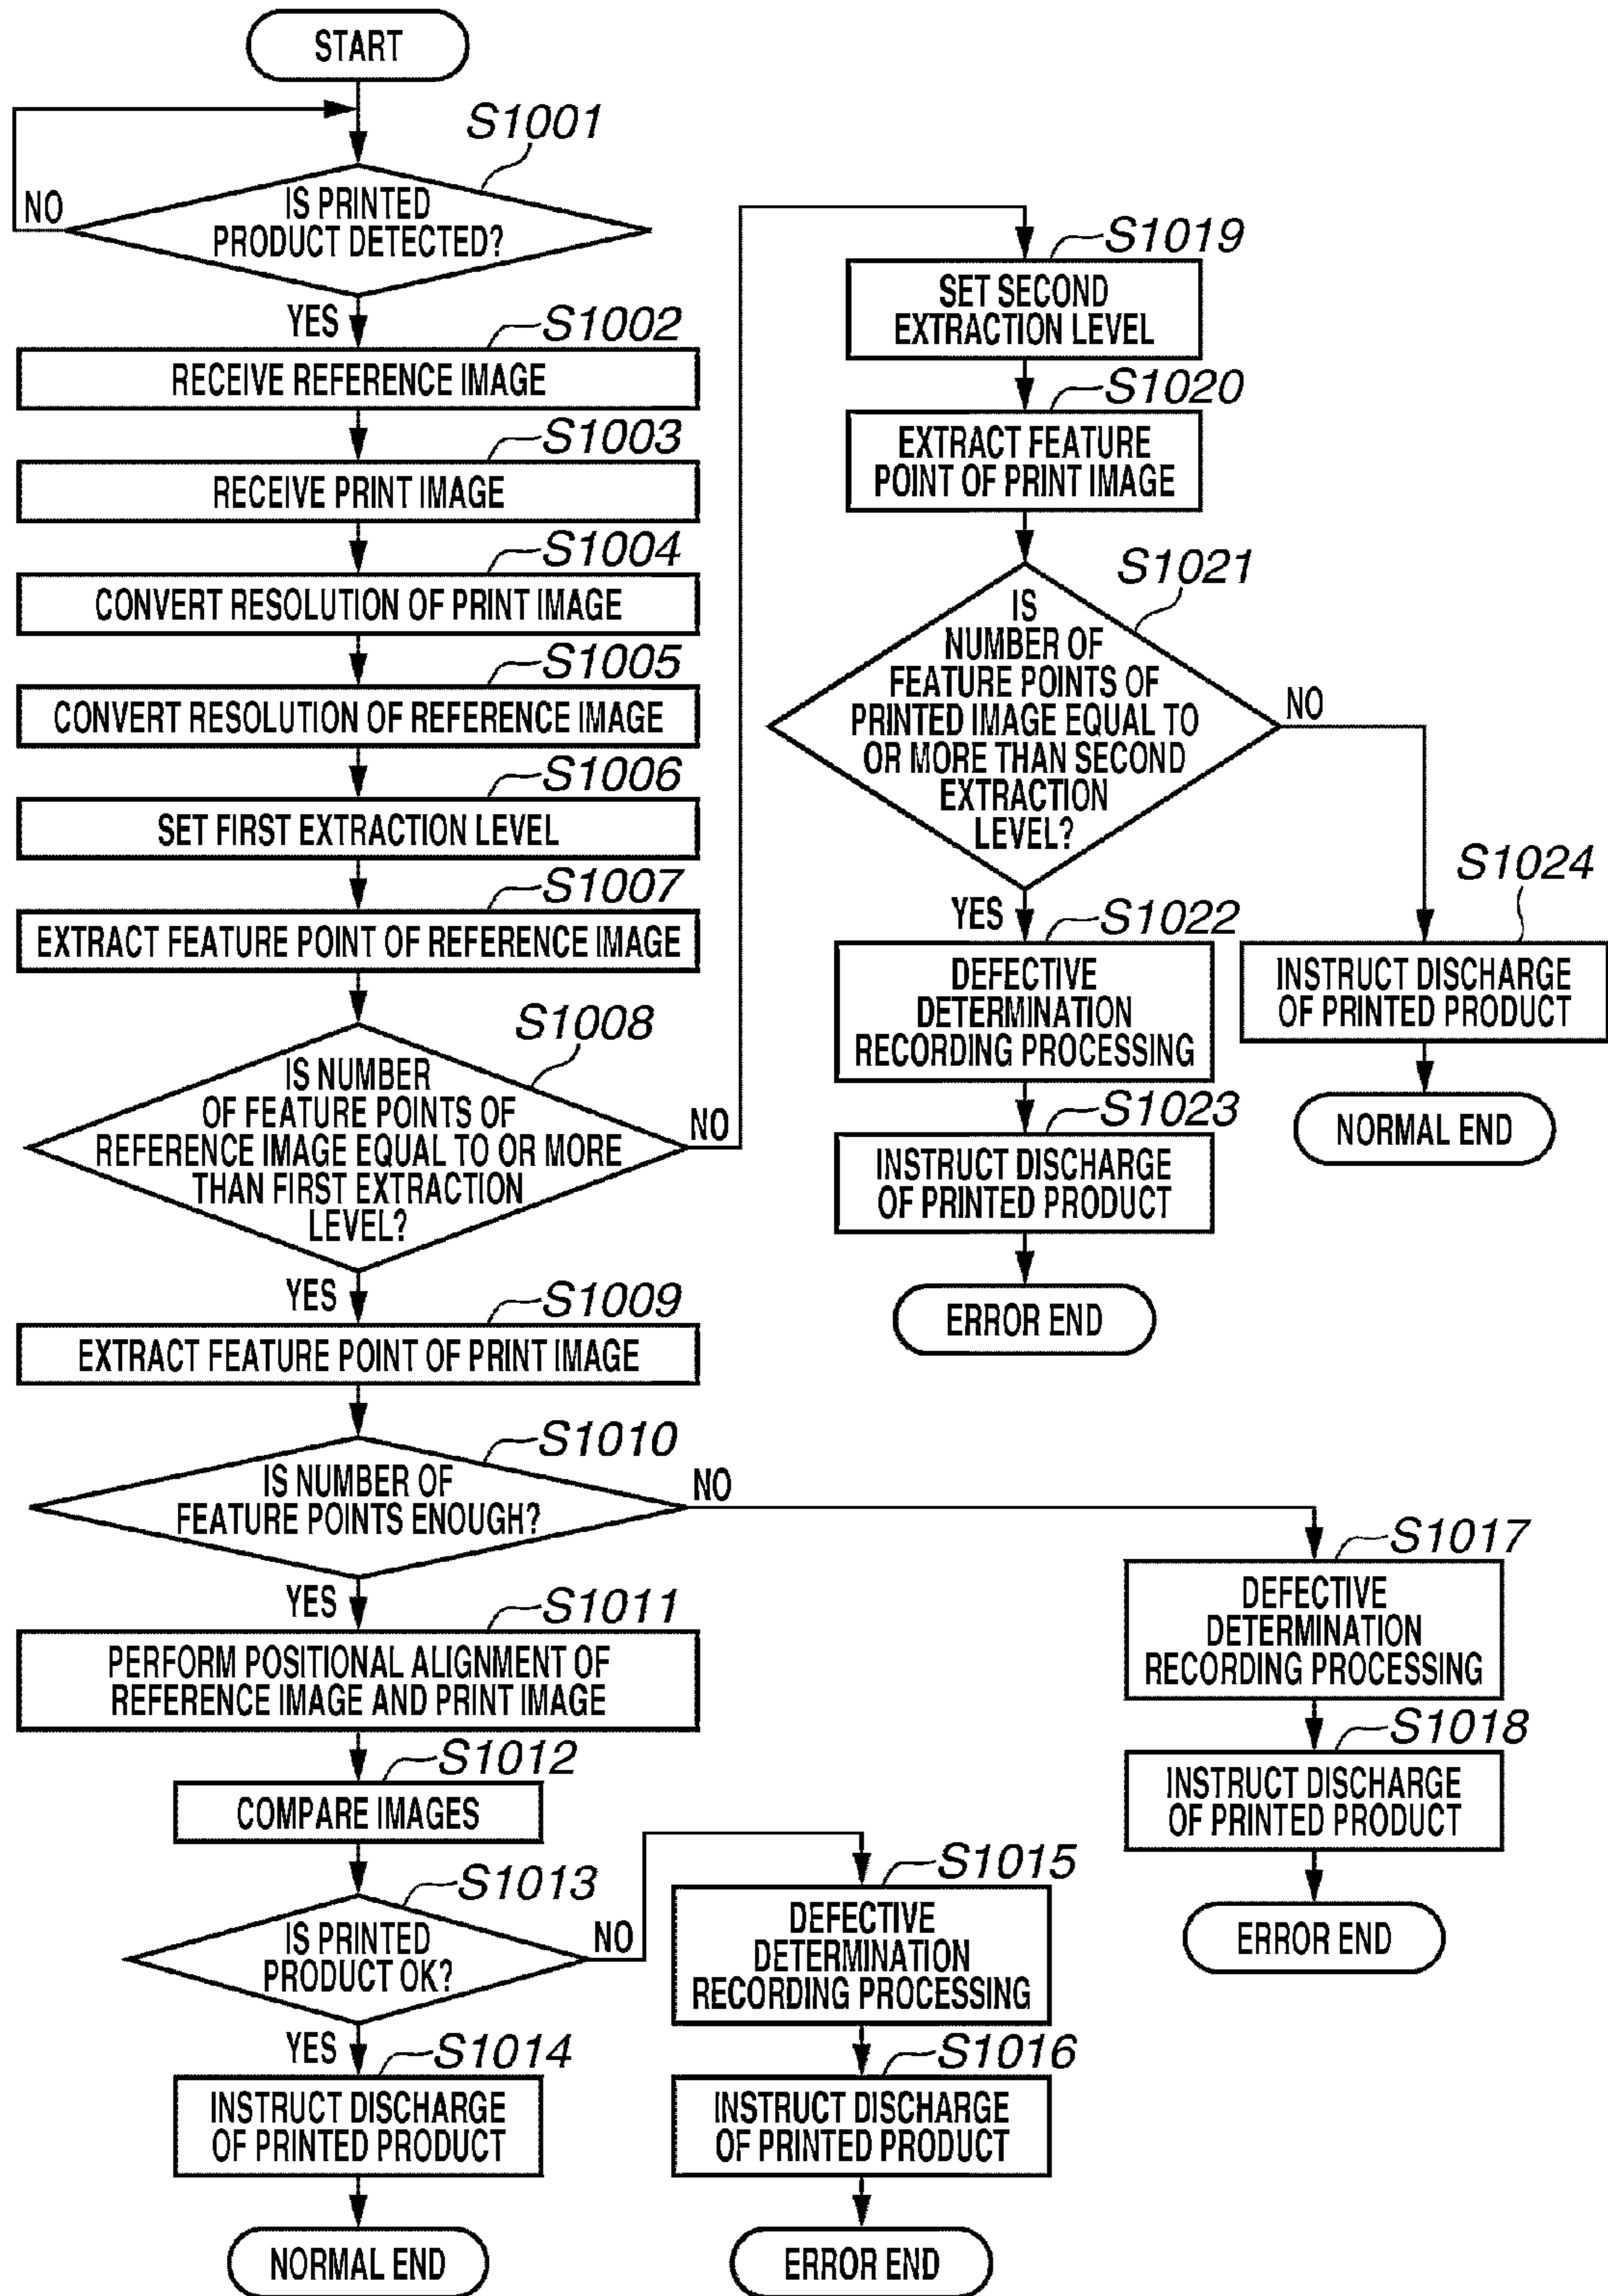 START
S1001
IS PRINTED
PRODUCT DETECTED?
NO
YES
S1002
RECEIVE REFERENCE IMAGE
S1003
RECEIVE PRINT IMAGE
S1004
CONVERT RESOLUTION OF PRINT IMAGE
S1005
CONVERT RESOLUTION OF REFERENCE IMAGE
S1006
SET FIRST EXTRACTION LEVEL
S1007
EXTRACT FEATURE POINT OF REFERENCE IMAGE
S1008
IS NUMBER
OF FEATURE POINTS OF
REFERENCE IMAGE EQUAL TO OR MORE
THAN FIRST EXTRACTION
LEVEL?
NO
YES
S1009
EXTRACT FEATURE POINT OF PRINT IMAGE
S1010
IS NUMBER OF
FEATURE POINTS ENOUGH?
NO
YES
S1011
PERFORM POSITIONAL ALIGNMENT OF
REFERENCE IMAGE AND PRINT IMAGE
S1012
COMPARE IMAGES
S1013
IS PRINTED
PRODUCT OK?
NO
YES
S1014
INSTRUCT DISCHARGE
OF PRINTED PRODUCT
NORMAL END
S1015
DEFECTIVE
DETERMINATION
RECORDING PROCESSING
S1016
INSTRUCT DISCHARGE
OF PRINTED PRODUCT
ERROR END
S1017
DEFECTIVE
DETERMINATION
RECORDING PROCESSING
S1018
INSTRUCT DISCHARGE
OF PRINTED PRODUCT
ERROR END
S1019
SET SECOND
EXTRACTION LEVEL
S1020
EXTRACT FEATURE
POINT OF PRINT IMAGE
S1021
IS
NUMBER OF
FEATURE POINTS OF
PRINTED IMAGE EQUAL TO
OR MORE THAN SECOND
EXTRACTION
LEVEL?
NO
YES
S1022
DEFECTIVE
DETERMINATION
RECORDING PROCESSING
S1023
INSTRUCT DISCHARGE
OF PRINTED PRODUCT
ERROR END
S1024
INSTRUCT DISCHARGE
OF PRINTED PRODUCT
NORMAL END